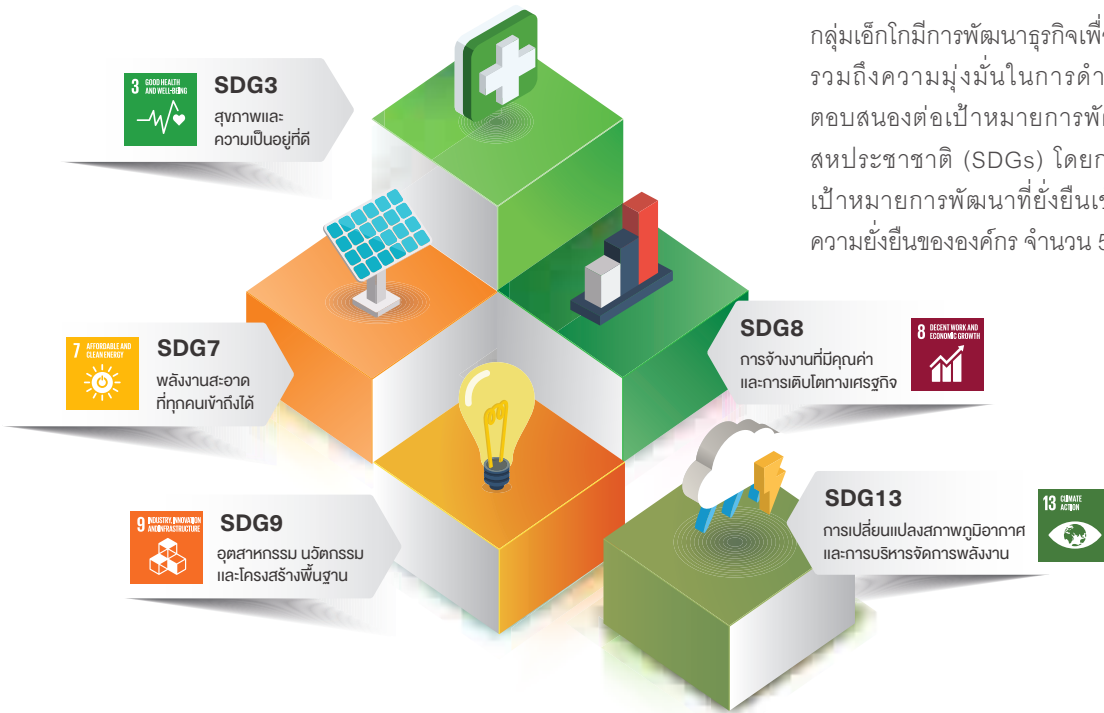 กลุ่มเอ็กโกมีการพัฒนาธุรกิจเพื่
รวมถึงความมุ่งมั่นในการดำ
ตอบสนองต่อเป้าหมายการพัฒ
สหประชาชาติ (SDGs) โดยก
เป้าหมายการพัฒนาที่ยั่งยืนเข
ความยั่งยืนขององค์กร จำนวน 5
3 GOOD HEALTH
AND WELL-BEING
SDG3
สุขภาพและ
ความเป็นอยู่ที่ดี
7 AFFORDABLE AND
CLEAN ENERGY
SDG7
พลังงานสะอาด
ที่ทุกคนเข้าถึงได้
SDG8
การจ้างงานที่มีคุณค่า
และการเติบโตทางเศรฐกิจ
8 DECENT WORK AND
ECONOMIC GROWTH
9 INDUSTRY, INNOVATION
AND INFRASTRUCTURE
SDG9
อุตสาหกรรม นวัตกรรม
และโครงสร้างพื้นฐาน
SDG13
การเปลี่ยนแปลงสภาพภูมิอากาศ
และการบริหารจัดการพลังงาน
13 CLIMATE
ACTION